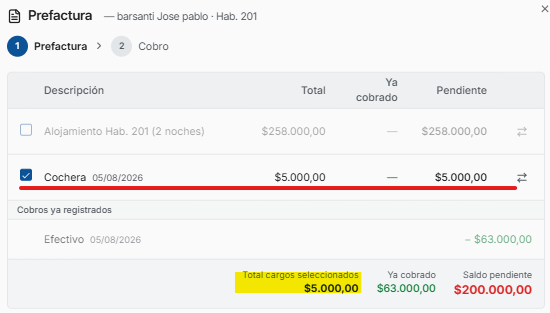 Prefactura — barsanti Jose pablo · Hab. 201
1 Prefactura > 2 Cobro
Descripción Total Ya cobrado Pendiente
Alojamiento Hab. 201 (2 noches) $258.000,00 — $258.000,00
Cochera 05/08/2026 $5.000,00 — $5.000,00
Cobros ya registrados
Efectivo 05/08/2026 − $63.000,00
Total cargos seleccionados Ya cobrado Saldo pendiente
$5.000,00 $63.000,00 $200.000,00